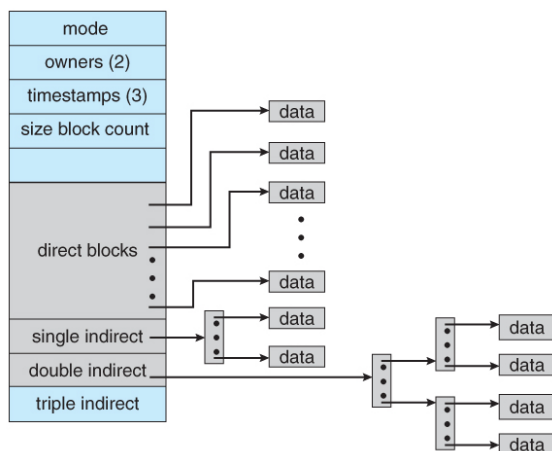 mode
owners (2)
timestamps (3)
size block count
direct blocks
single indirect
double indirect
triple indirect
data
data
data
data
data
data
data
data
data
data